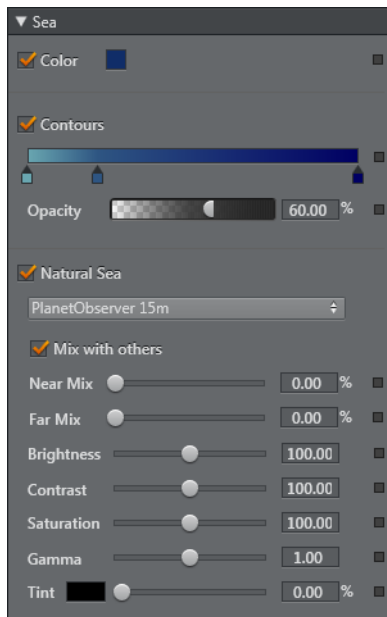 Sea
Color
Contours
Opacity 60.00 %
Natural Sea
PlanetObserver 15m
Mix with others
Near Mix 0.00 %
Far Mix 0.00 %
Brightness 100.00
Contrast 100.00
Saturation 100.00
Gamma 1.00
Tint 0.00 %